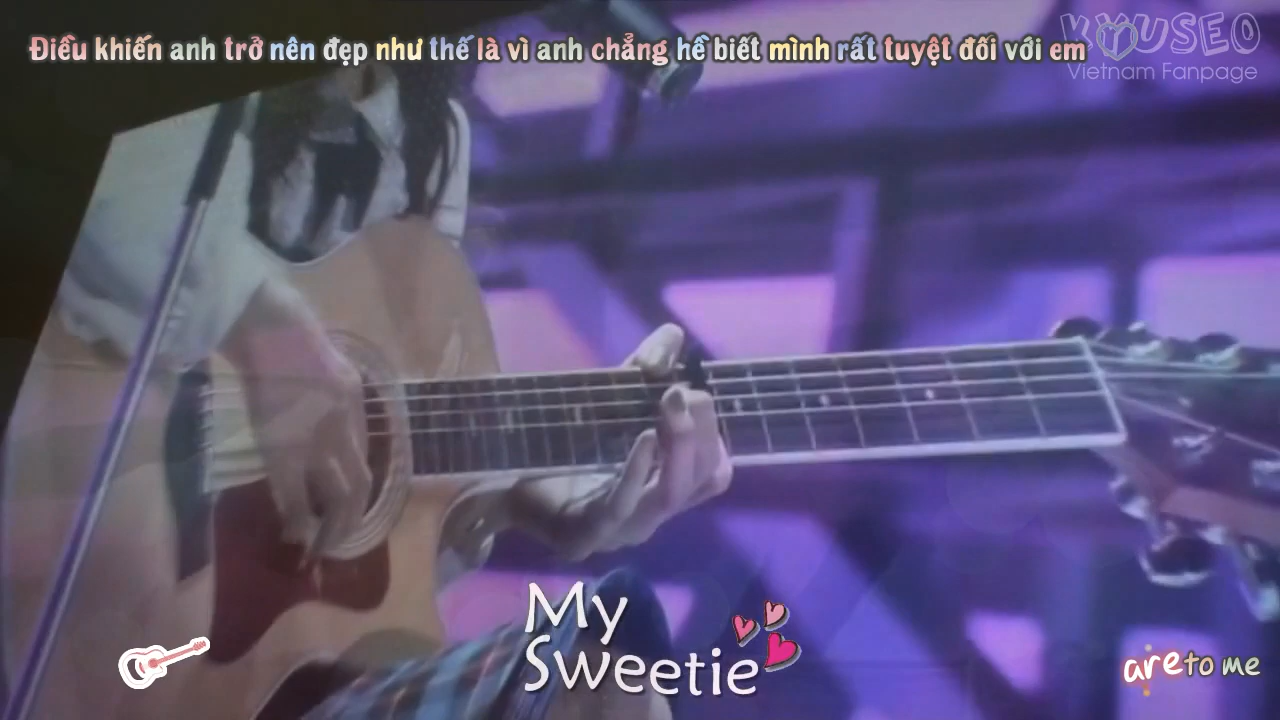 Điều khiến anh trở nên đẹp như thế là vì anh chẳng hề biết mình rất tuyệt đối với em
KYUSEO
Vietnam Fanpage
My
Sweetie
are to me